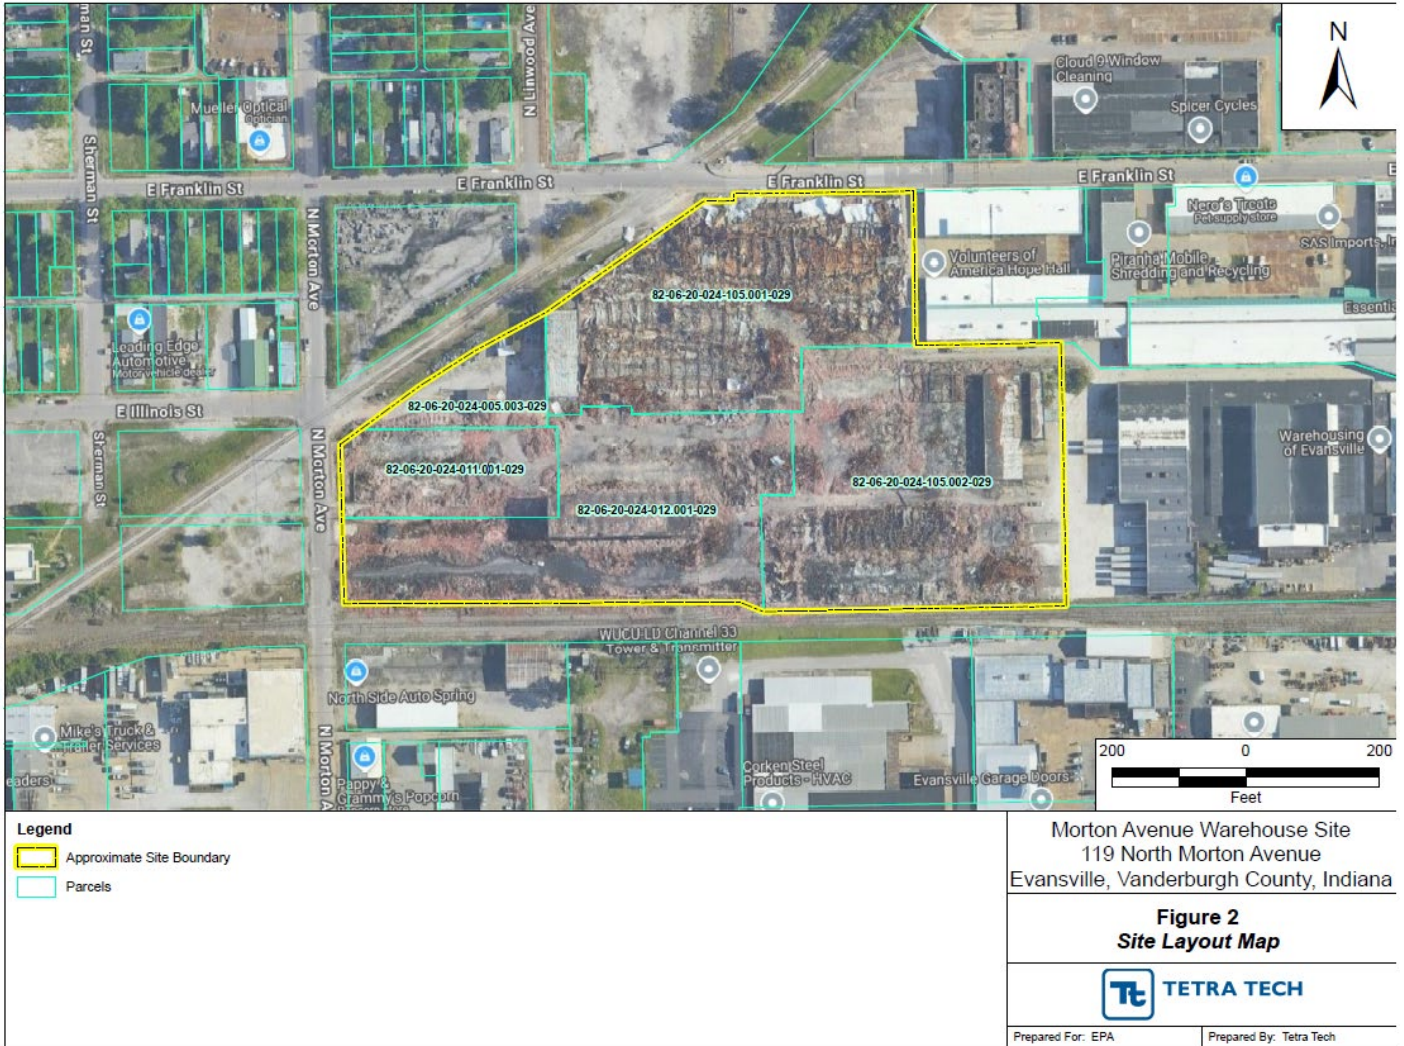 man St
N Linwood Ave
N
Cloud 9 Window
Cleaning
Spicer Cycles
Mueller Optical
Optician
Sherman St
E Franklin St
E Franklin St
E Franklin St
E Franklin St
E
N Morton Ave
Nero's Treats
Pet supply store
SAS Imports, In
Volunteers of
America Hope Hall
Piranha Mobile
Shredding and Recycling
82-06-20-024-105.001-029
Essentia
Leading Edge
Automotive
Motor vehicle dealer
E Illinois St
82-06-20-024-005.003-029
Sherman St
N Morton Ave
Warehousing
of Evansville
82-06-20-024-011.001-029
82-06-20-024-105.002-029
82-06-20-024-012.001-029
WUCU-LD Channel 33
Tower & Transmitter
North Side Auto Spring
Mike's Truck &
Trailer Services
N Morton A
eaders
Pappy &
Grammy's Popcorn
Corken Steel
Products - HVAC
Evansville Garage Doors
200 0 200
Feet
Legend
Approximate Site Boundary
Parcels
Morton Avenue Warehouse Site
119 North Morton Avenue
Evansville, Vanderburgh County, Indiana
Figure 2
Site Layout Map
Tt TETRA TECH
Prepared For: EPA
Prepared By: Tetra Tech